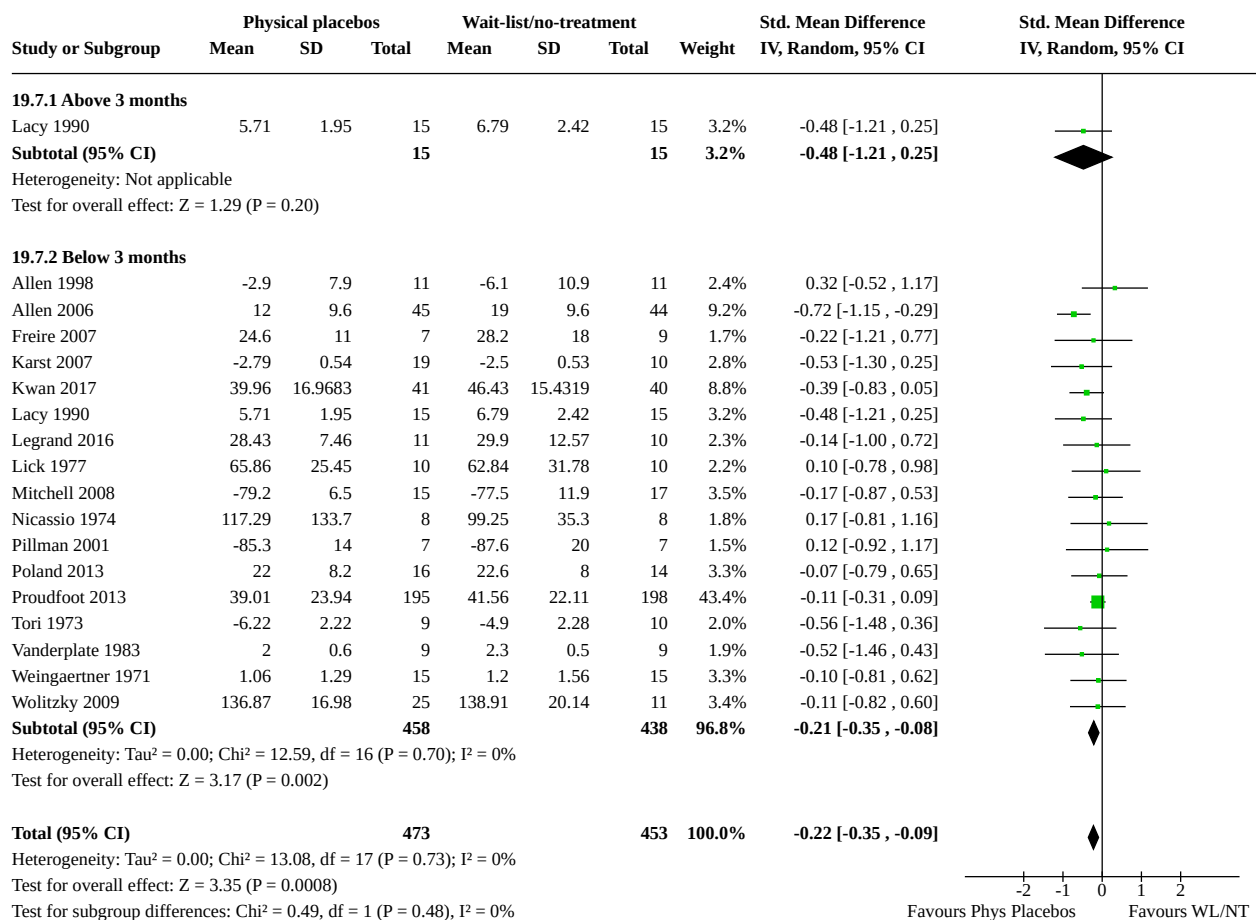 Physical placebos Wait-list/no-treatment Std. Mean Difference Std. Mean Difference
Study or Subgroup Mean SD Total Mean SD Total Weight IV, Random, 95% CI IV, Random, 95% CI
19.7.1 Above 3 months
Lacy 1990 5.71 1.95 15 6.79 2.42 15 3.2% -0.48 [-1.21 , 0.25]
Subtotal (95% CI) 15 15 3.2% -0.48 [-1.21 , 0.25]
Heterogeneity: Not applicable
Test for overall effect: Z = 1.29 (P = 0.20)
19.7.2 Below 3 months
Allen 1998 -2.9 7.9 11 -6.1 10.9 11 2.4% 0.32 [-0.52 , 1.17]
Allen 2006 12 9.6 45 19 9.6 44 9.2% -0.72 [-1.15 , -0.29]
Freire 2007 24.6 11 7 28.2 18 9 1.7% -0.22 [-1.21 , 0.77]
Karst 2007 -2.79 0.54 19 -2.5 0.53 10 2.8% -0.53 [-1.30 , 0.25]
Kwan 2017 39.96 16.9683 41 46.43 15.4319 40 8.8% -0.39 [-0.83 , 0.05]
Lacy 1990 5.71 1.95 15 6.79 2.42 15 3.2% -0.48 [-1.21 , 0.25]
Legrand 2016 28.43 7.46 11 29.9 12.57 10 2.3% -0.14 [-1.00 , 0.72]
Lick 1977 65.86 25.45 10 62.84 31.78 10 2.2% 0.10 [-0.78 , 0.98]
Mitchell 2008 -79.2 6.5 15 -77.5 11.9 17 3.5% -0.17 [-0.87 , 0.53]
Nicassio 1974 117.29 133.7 8 99.25 35.3 8 1.8% 0.17 [-0.81 , 1.16]
Pillman 2001 -85.3 14 7 -87.6 20 7 1.5% 0.12 [-0.92 , 1.17]
Poland 2013 22 8.2 16 22.6 8 14 3.3% -0.07 [-0.79 , 0.65]
Proudfoot 2013 39.01 23.94 195 41.56 22.11 198 43.4% -0.11 [-0.31 , 0.09]
Tori 1973 -6.22 2.22 9 -4.9 2.28 10 2.0% -0.56 [-1.48 , 0.36]
Vanderplate 1983 2 0.6 9 2.3 0.5 9 1.9% -0.52 [-1.46 , 0.43]
Weingaertner 1971 1.06 1.29 15 1.2 1.56 15 3.3% -0.10 [-0.81 , 0.62]
Wolitzky 2009 136.87 16.98 25 138.91 20.14 11 3.4% -0.11 [-0.82 , 0.60]
Subtotal (95% CI) 458 438 96.8% -0.21 [-0.35 , -0.08]
Heterogeneity: Tau² = 0.00; Chi² = 12.59, df = 16 (P = 0.70); I² = 0%
Test for overall effect: Z = 3.17 (P = 0.002)
Total (95% CI) 473 453 100.0% -0.22 [-0.35 , -0.09]
Heterogeneity: Tau² = 0.00; Chi² = 13.08, df = 17 (P = 0.73); I² = 0%
Test for overall effect: Z = 3.35 (P = 0.0008)
-2 -1 0 1 2
Test for subgroup differences: Chi² = 0.49, df = 1 (P = 0.48), I² = 0% Favours Phys Placebos Favours WL/NT